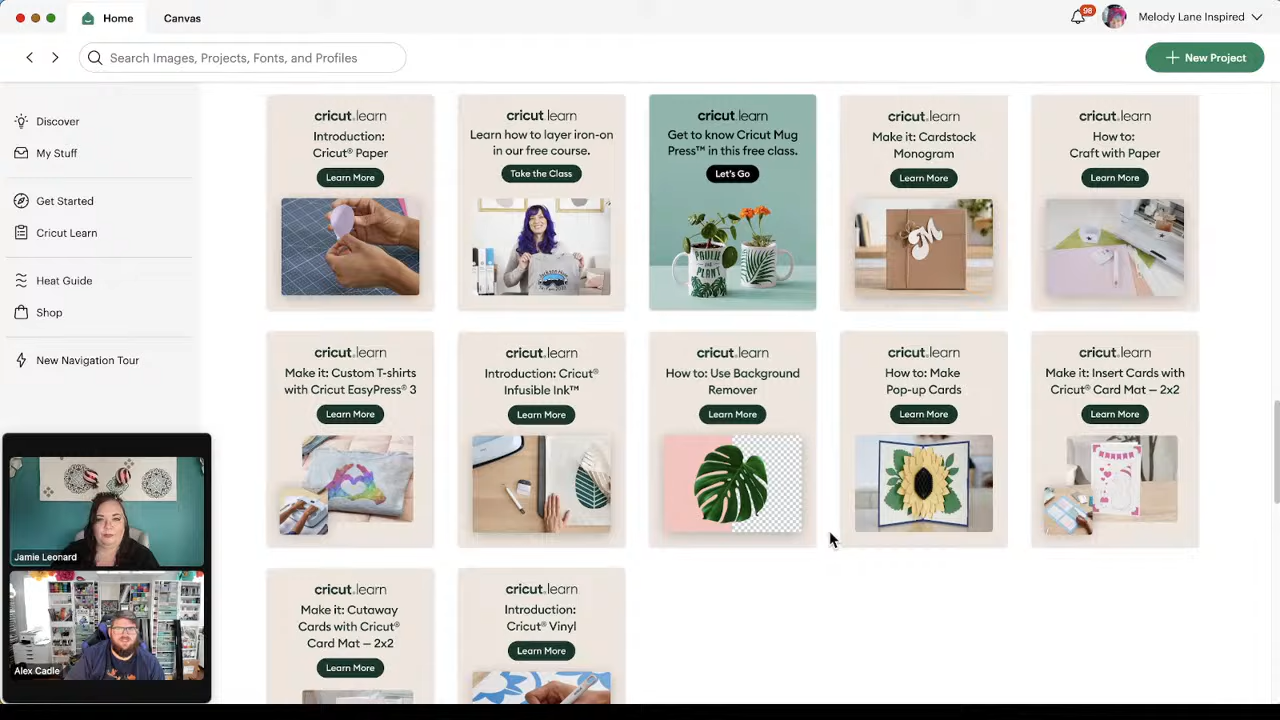 Home
Canvas
98
Melody Lane Inspired
Search Images, Projects, Fonts, and Profiles
New Project
Discover
My Stuff
Get Started
Cricut Learn
Heat Guide
Shop
New Navigation Tour
cricut.learn
Introduction:
Cricut® Paper
Learn More
cricut.learn
Learn how to layer iron-on
in our free course.
Take the Class
cricut.learn
Get to know Cricut Mug
Press™ in this free class.
Let's Go
cricut.learn
Make it: Cardstock
Monogram
Learn More
M
cricut.learn
How to:
Craft with Paper
Learn More
cricut.learn
Make it: Custom T-shirts
with Cricut EasyPress® 3
Learn More
cricut.learn
Introduction: Cricut®
Infusible Ink™
Learn More
cricut.learn
How to: Use Background
Remover
Learn More
cricut.learn
How to: Make
Pop-up Cards
Learn More
cricut.learn
Make it: Insert Cards with
Cricut® Card Mat – 2x2
Learn More
cricut.learn
Make it: Cutaway
Cards with Cricut®
Card Mat – 2x2
Learn More
cricut.learn
Introduction:
Cricut® Vinyl
Learn More
Jamie Leonard
Alex Cadle